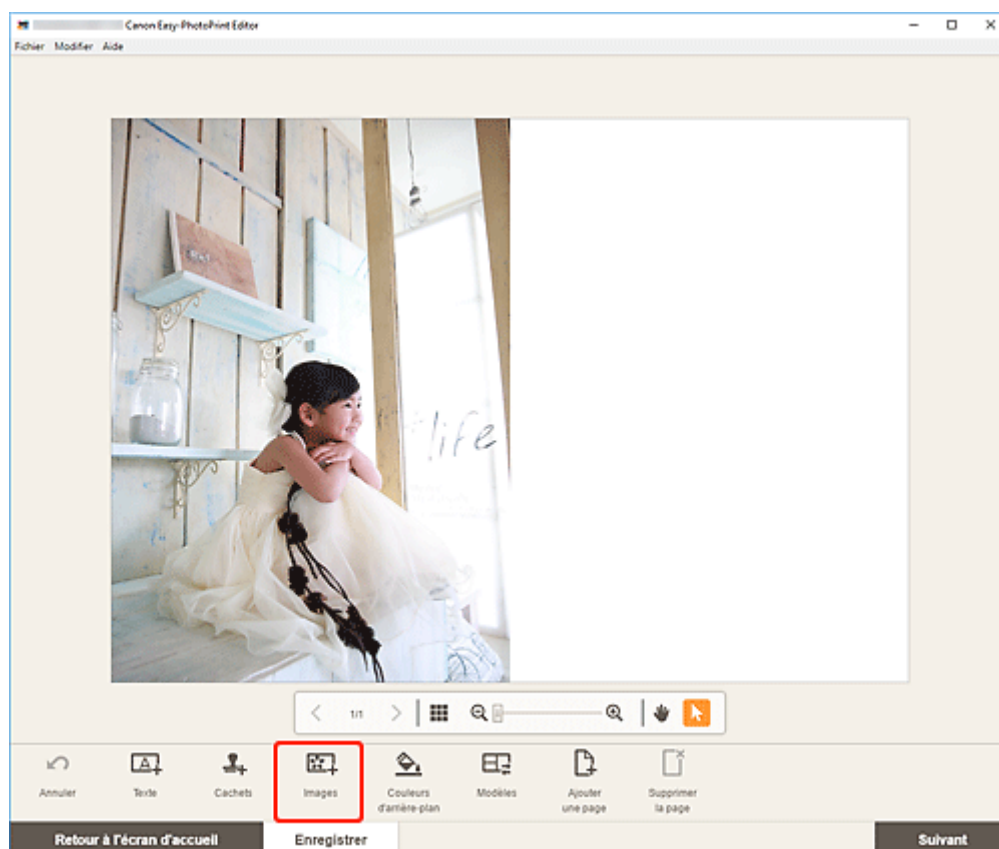 Canon Easy-PhotoPrint Editor
Fichier Modifier Aide
life
1/1
Annuler
Texte
Cachets
Images
Couleurs
d'arrière-plan
Modèles
Ajouter
une page
Supprimer
la page
Retour à l'écran d'accueil
Enregistrer
Suivant